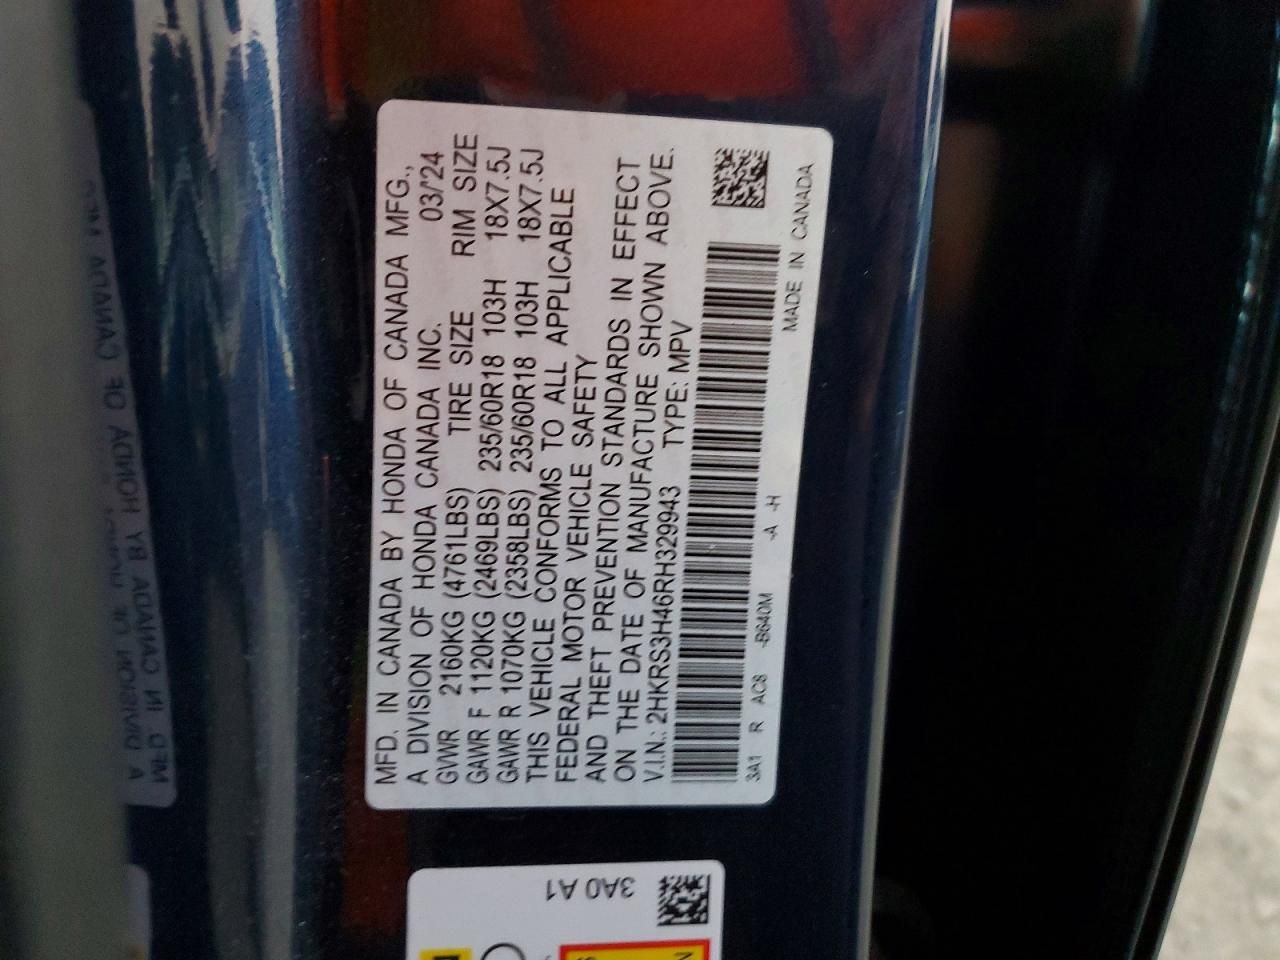 MFD. IN CANADA BY HONDA OF CANADA MFG.,
A DIVISION OF HONDA CANADA INC. 03/'24
GVWR 2160KG (4761LBS) TIRE SIZE RIM SIZE
GAWR F 1120KG (2469LBS) 235/60R18 103H 18X7.5J
GAWR R 1070KG (2358LBS) 235/60R18 103H 18X7.5J
THIS VEHICLE CONFORMS TO ALL APPLICABLE
FEDERAL MOTOR VEHICLE SAFETY
AND THEFT PREVENTION STANDARDS IN EFFECT
ON THE DATE OF MANUFACTURE SHOWN ABOVE.
V.I.N.: 2HKRS3H46RH329943 TYPE: MPV
3A1 R AC8 -B640M -A -H MADE IN CANADA
3A0 A1